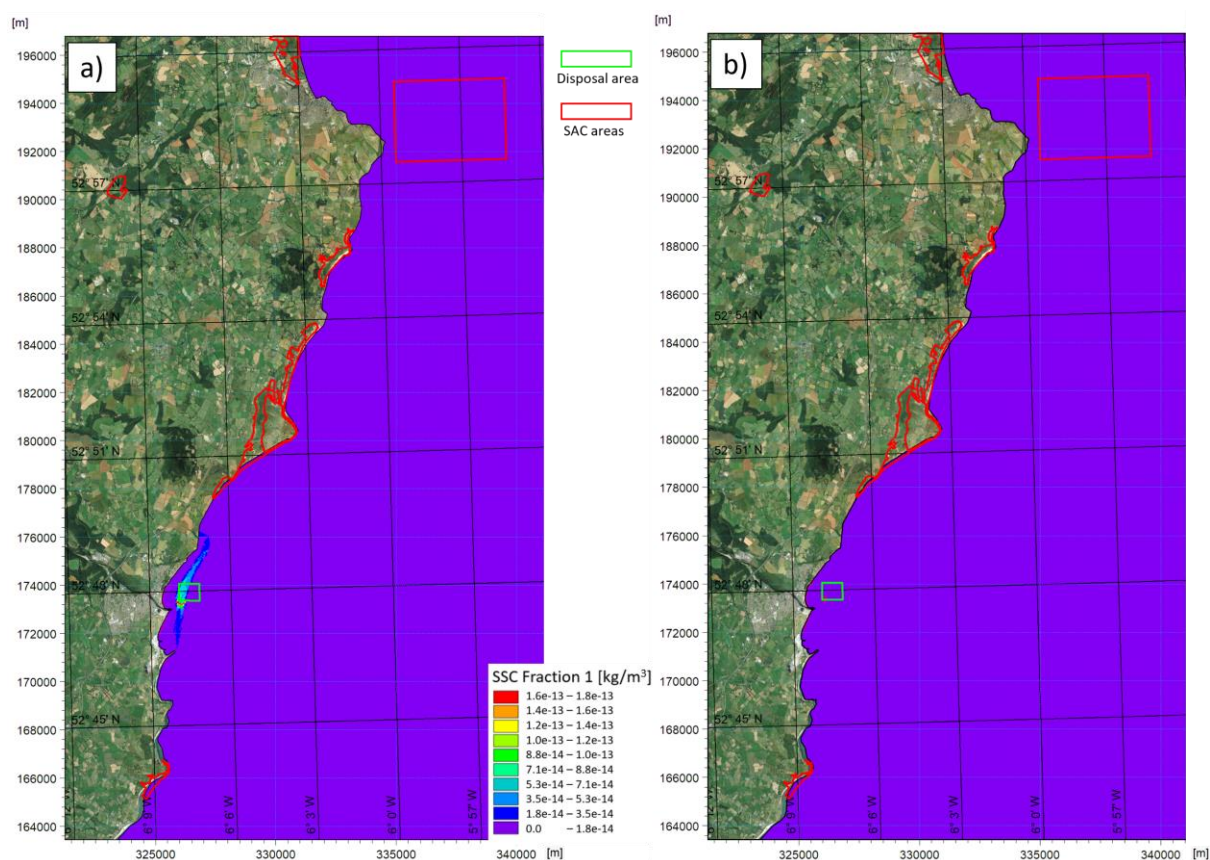 [m]
a)
196000
194000
192000
190000
188000
186000
184000
182000
180000
178000
176000
174000
172000
170000
168000
166000
164000
52° 57' N
52° 54' N
52° 51' N
52° 48' N
52° 45' N
6° 9' W
6° 6' W
6° 3' W
6° 0' W
5° 57' W
325000
330000
335000
340000
[m]
Disposal area
SAC areas
SSC Fraction 1 [kg/m³]
1.6e-13 – 1.8e-13
1.4e-13 – 1.6e-13
1.2e-13 – 1.4e-13
1.0e-13 – 1.2e-13
8.8e-14 – 1.0e-13
7.1e-14 – 8.8e-14
5.3e-14 – 7.1e-14
3.5e-14 – 5.3e-14
1.8e-14 – 3.5e-14
0.0 – 1.8e-14
[m]
b)
196000
194000
192000
190000
188000
186000
184000
182000
180000
178000
176000
174000
172000
170000
168000
166000
164000
52° 57' N
52° 54' N
52° 51' N
52° 48' N
52° 45' N
6° 9' W
6° 6' W
6° 3' W
6° 0' W
5° 57' W
325000
330000
335000
340000
[m]